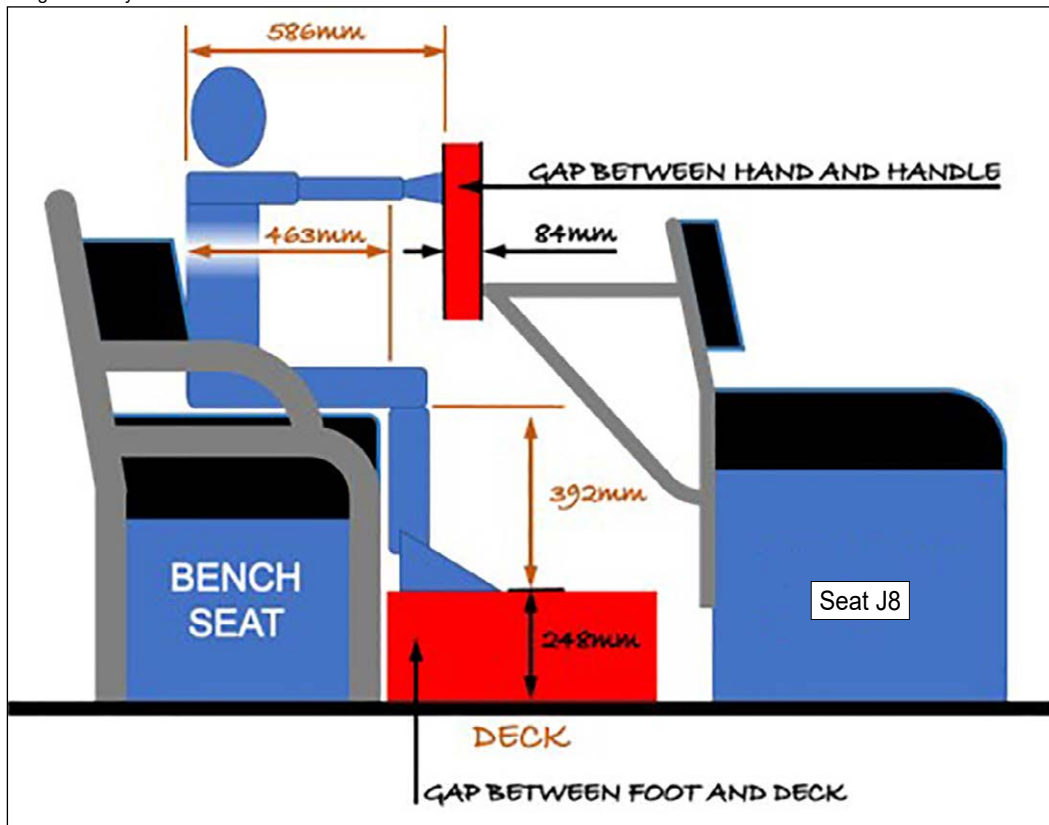 586mm
GAP BETWEEN HAND AND HANDLE
463mm
84mm
392mm
BENCH
SEAT
Seat J8
248mm
DECK
GAP BETWEEN FOOT AND DECK